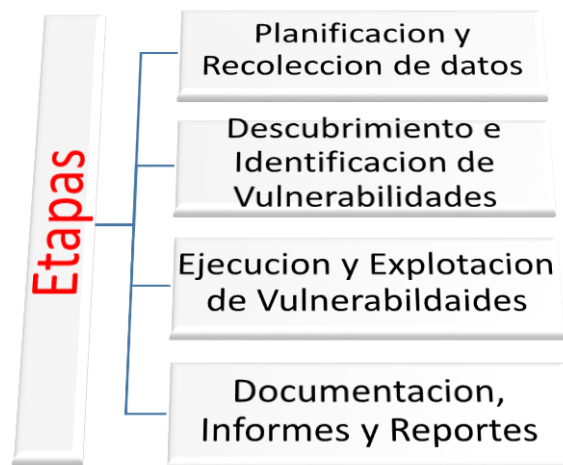 Etapas
Planificacion y
Recoleccion de datos
Descubrimiento e
Identificacion de
Vulnerabilidades
Ejecucion y Explotacion
de Vulnerabildaides
Documentacion,
Informes y Reportes